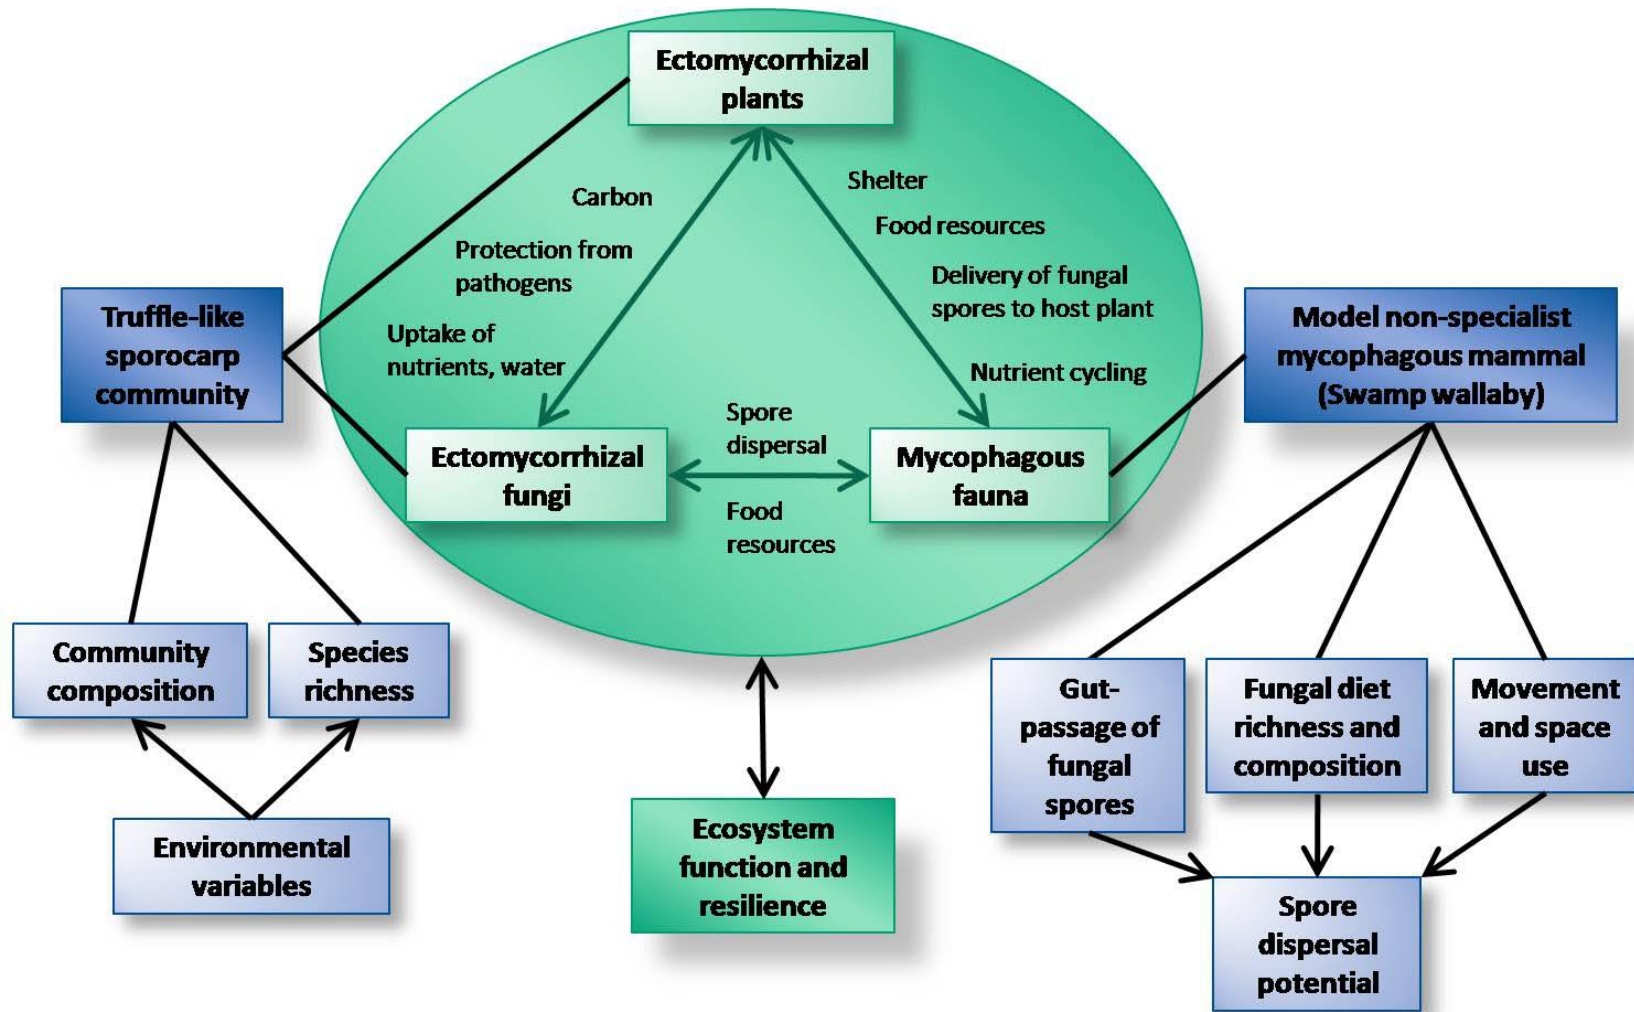 Ectomycorrhizal
plants
Carbon
Protection from
pathogens
Uptake of
nutrients, water
Shelter
Food resources
Delivery of fungal
spores to host plant
Nutrient cycling
Truffle-like
sporocarp
community
Model non-specialist
mycophagous mammal
(Swamp wallaby)
Ectomycorrhizal
fungi
Spore
dispersal
Food
resources
Mycophagous
fauna
Community
composition
Species
richness
Environmental
variables
Ecosystem
function and
resilience
Gut-
passage of
fungal
spores
Fungal diet
richness and
composition
Movement
and space
use
Spore
dispersal
potential